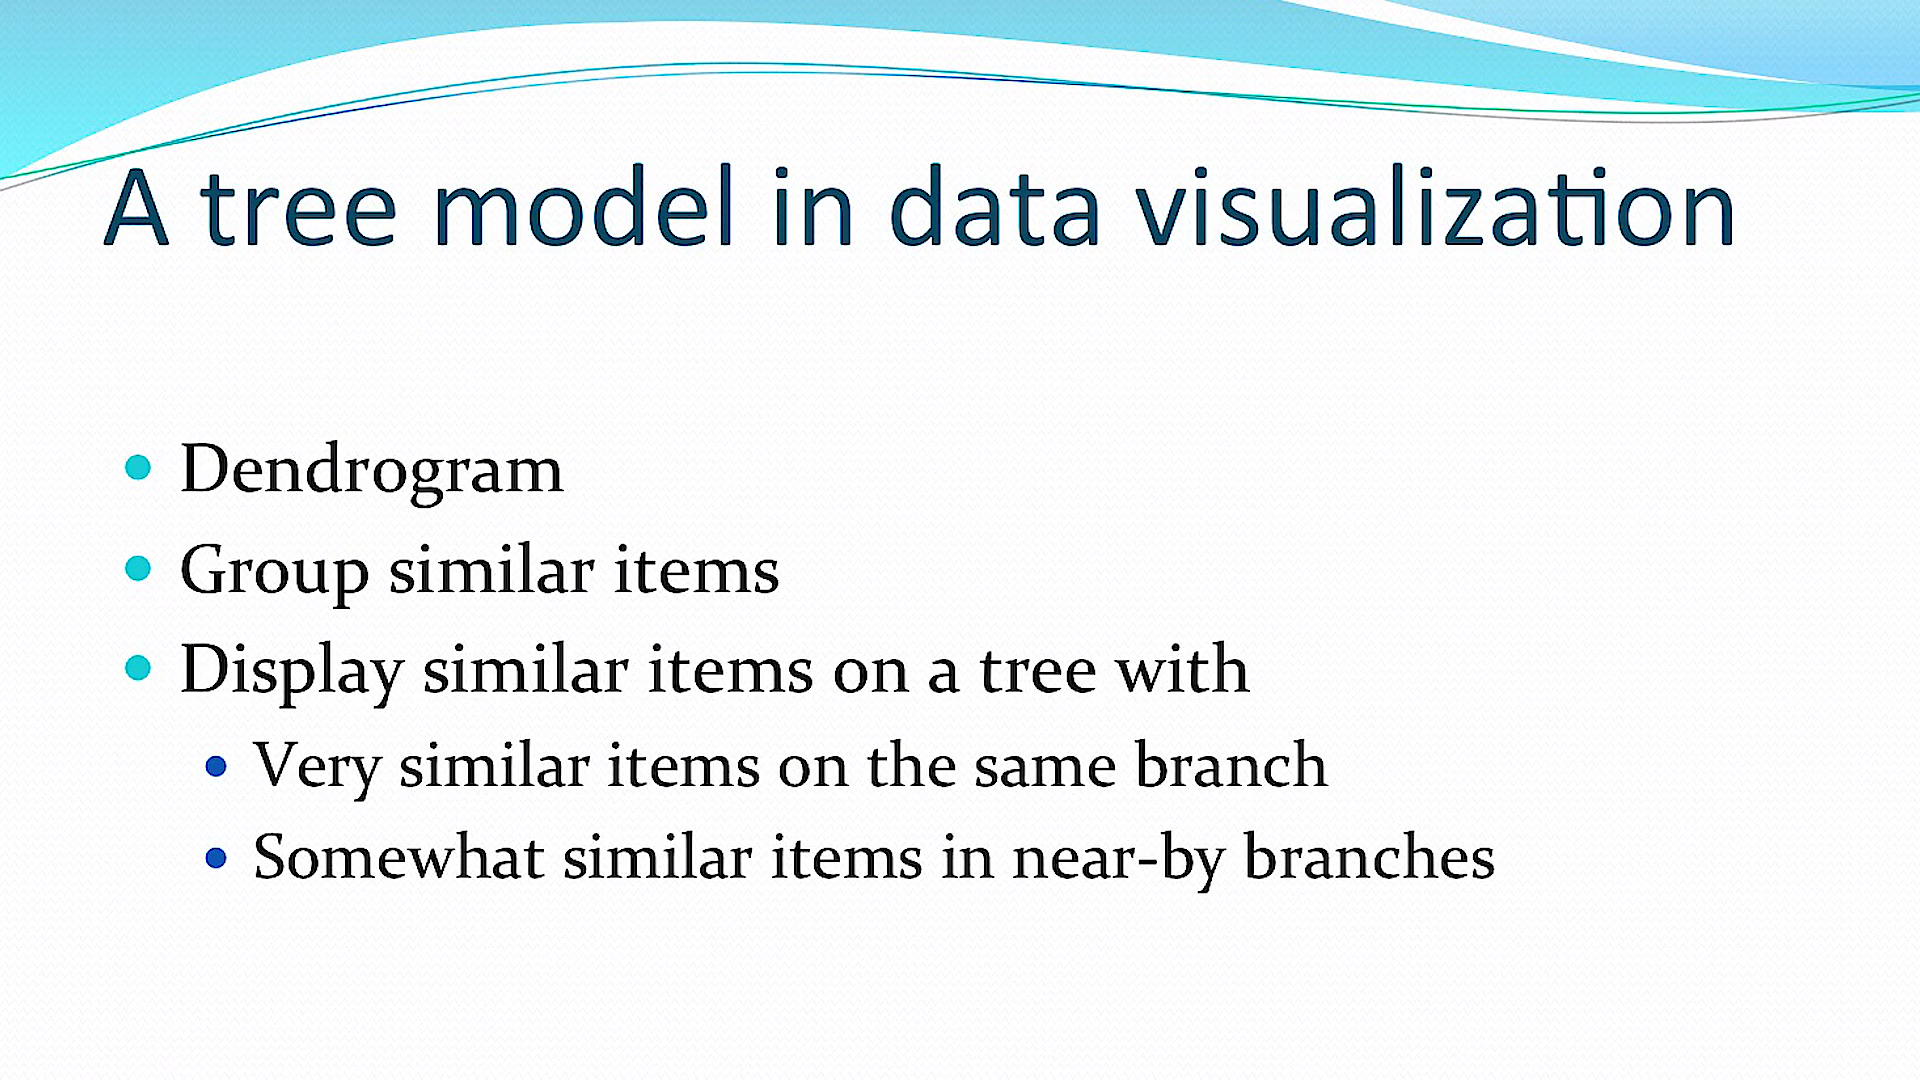 A tree model in data visualization
• Dendrogram
• Group similar items
• Display similar items on a tree with
• Very similar items on the same branch
• Somewhat similar items in near-by branches